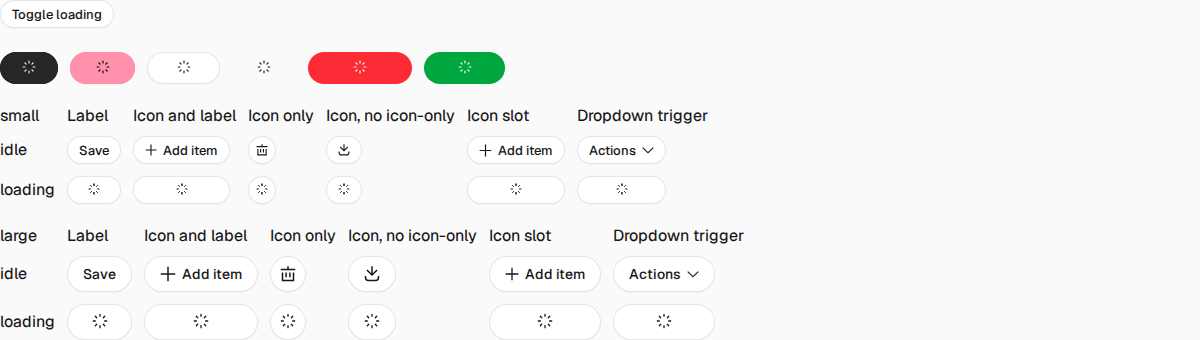 Toggle loading
small Label Icon and label Icon only Icon, no icon-only Icon slot Dropdown trigger
idle Save Add item Add item Actions
loading
large Label Icon and label Icon only Icon, no icon-only Icon slot Dropdown trigger
idle Save Add item Add item Actions
loading